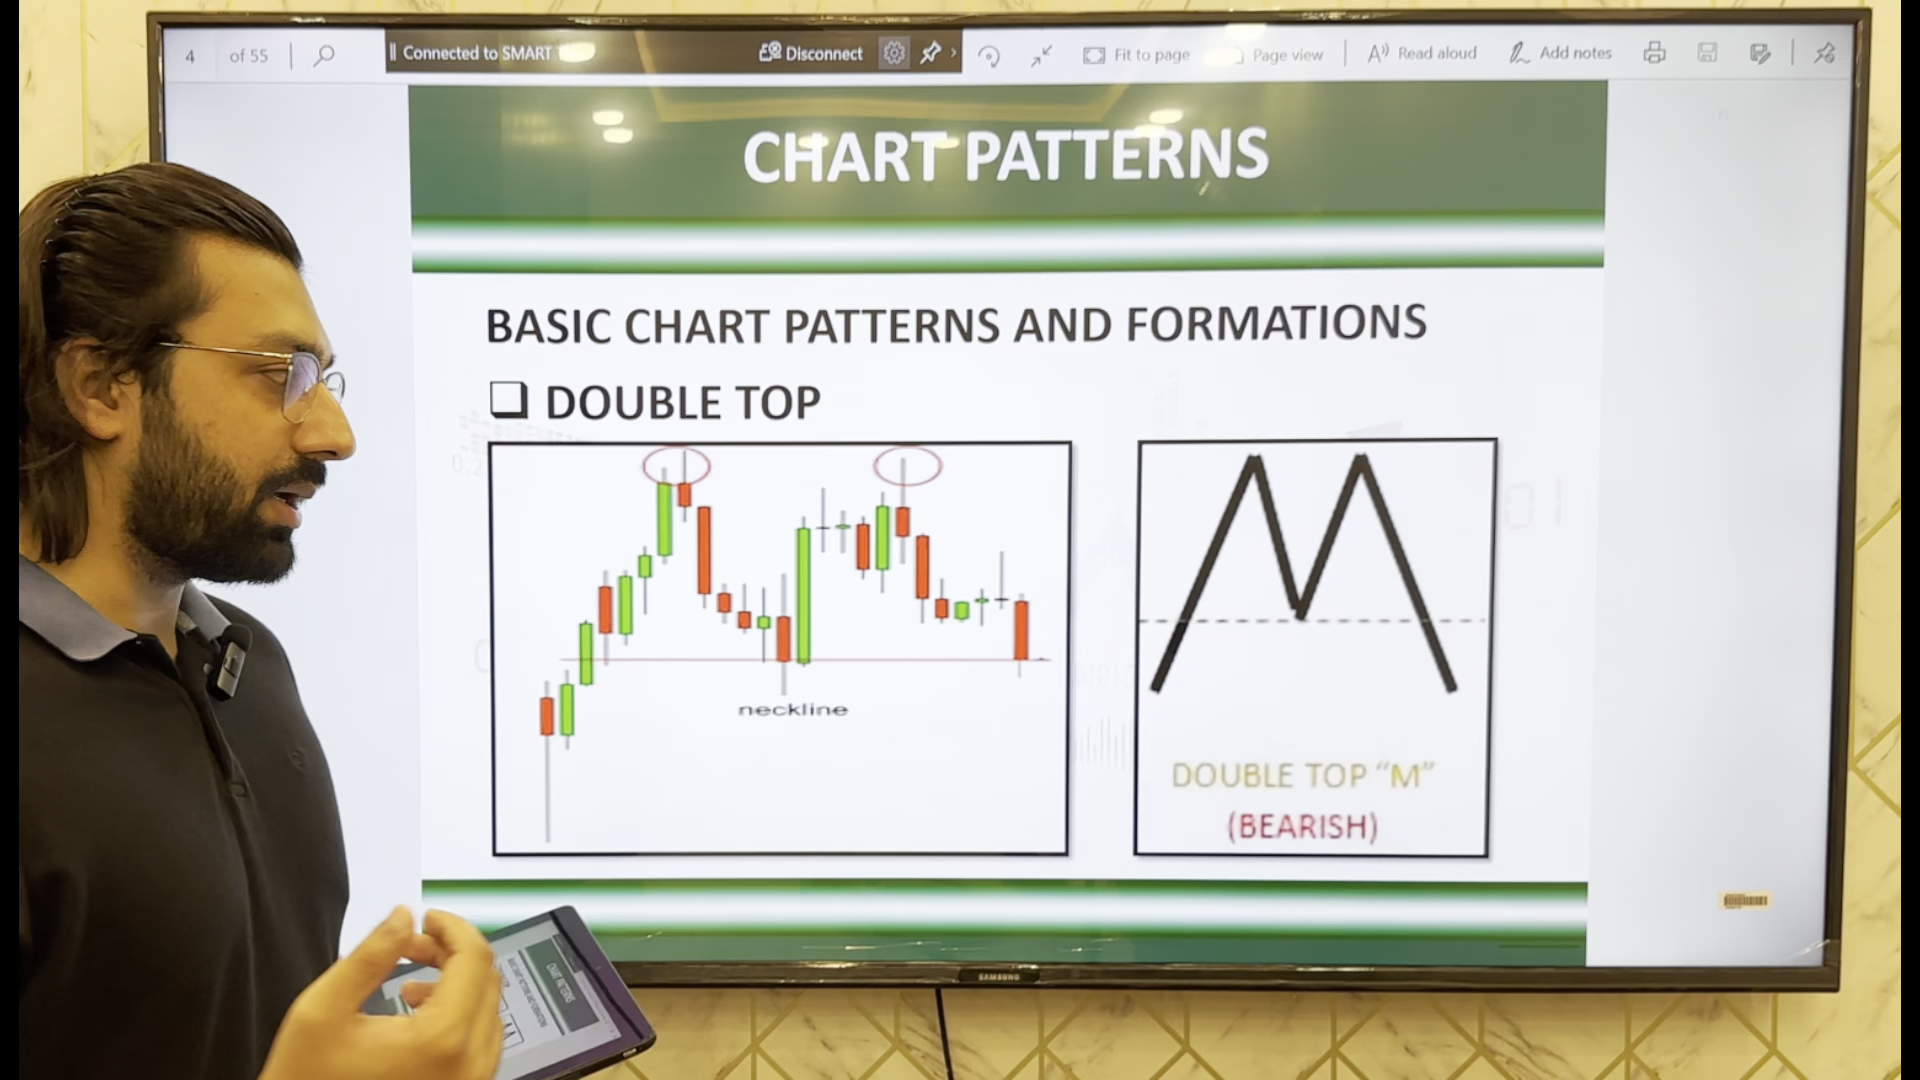 4 of 55 Connected to SMART Disconnect Fit to page Page view Read aloud Add notes
CHART PATTERNS
BASIC CHART PATTERNS AND FORMATIONS
DOUBLE TOP
neckline
DOUBLE TOP “M”
(BEARISH)
SAMSUNG